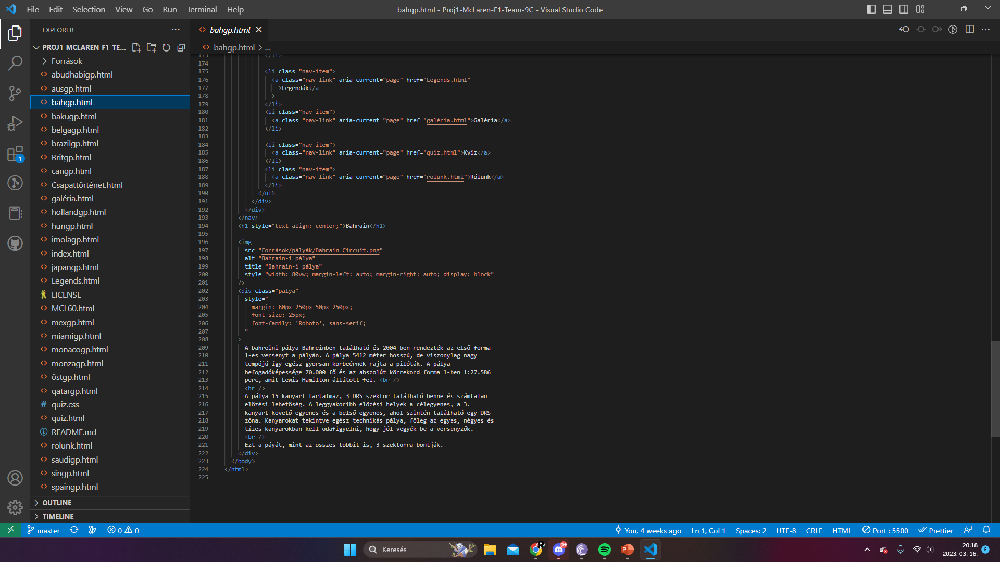 File Edit Selection View Go Run Terminal Help
bahgp.html - Proj1-McLaren-F1-Team-9C - Visual Studio Code
EXPLORER
PROJ1-MCLAREN-F1-TE...
Források
abudhabigp.html
ausgp.html
bahgp.html
bakugp.html
belgagp.html
brazilgp.html
Britgp.html
cangp.html
Csapattörténet.html
galéria.html
hollandgp.html
hungp.html
imolagp.html
index.html
japangp.html
Legends.html
LICENSE
MCL60.html
mexgp.html
miamigp.html
monacogp.html
monzagp.html
östgp.html
qatargp.html
quiz.css
quiz.html
README.md
rolunk.html
saudigp.html
singp.html
spaingp.html
OUTLINE
TIMELINE
1
bahgp.html
bahgp.html > ...
173 </li>
174
175 <li class="nav-item">
176 <a class="nav-link" aria-current="page" href="Legends.html"
177 >Legendák</a
178 >
179 </li>
180 <li class="nav-item">
181 <a class="nav-link" aria-current="page" href="galéria.html">Galéria</a>
182 </li>
183
184 <li class="nav-item">
185 <a class="nav-link" aria-current="page" href="quiz.html">Kvíz</a>
186 </li>
187 <li class="nav-item">
188 <a class="nav-link" aria-current="page" href="rolunk.html">Rólunk</a>
189 </li>
190 </ul>
191 </div>
192 </div>
193 </nav>
194 <h1 style="text-align: center;">Bahrain</h1>
195
196 <img
197 src="Források/pályák/Bahrain_Circuit.png"
198 alt="Bahrain-i pálya"
199 title="Bahrain-i pálya"
200 style="width: 80vw; margin-left: auto; margin-right: auto; display: block"
201 />
202 <div class="palya"
203 style="
204 margin: 60px 250px 50px 250px;
205 font-size: 25px;
206 font-family: 'Roboto', sans-serif;
207 "
208 >
209 A bahreini pálya Bahreinben található és 2004-ben rendezték az első forma
210 1-es versenyt a pályán. A pálya 5412 méter hosszú, de viszonylag nagy
211 tempójú így egész gyorsan körbeérnek rajta a pilóták. A pálya
212 befogadóképessége 70.000 fő és az abszolút körrekord forma 1-ben 1:27.586
213 perc, amit Lewis Hamilton állított fel. <br />
214 <br />
215 A pálya 15 kanyart tartalmaz, 3 DRS szektor található benne és számtalan
216 előzési lehetőség. A leggyakoribb előzési helyek a célegyenes, a 3.
217 kanyart követő egyenes és a belső egyenes, ahol szintén található egy DRS
218 zóna. Kanyarokat tekintve egész technikás pálya, főleg az egyes, négyes és
219 tízes kanyarokban kell odafigyelni, hogy jól vegyék be a versenyzők.
220 <br />
221 Ezt a páyát, mint az összes többit is, 3 szektorra bontják.
222 </div>
223 </body>
224 </html>
225
master 0 0 You, 4 weeks ago Ln 1, Col 1 Spaces: 2 UTF-8 CRLF HTML Port : 5500 Prettier
Keresés
9+
20:18
2023. 03. 16.
6